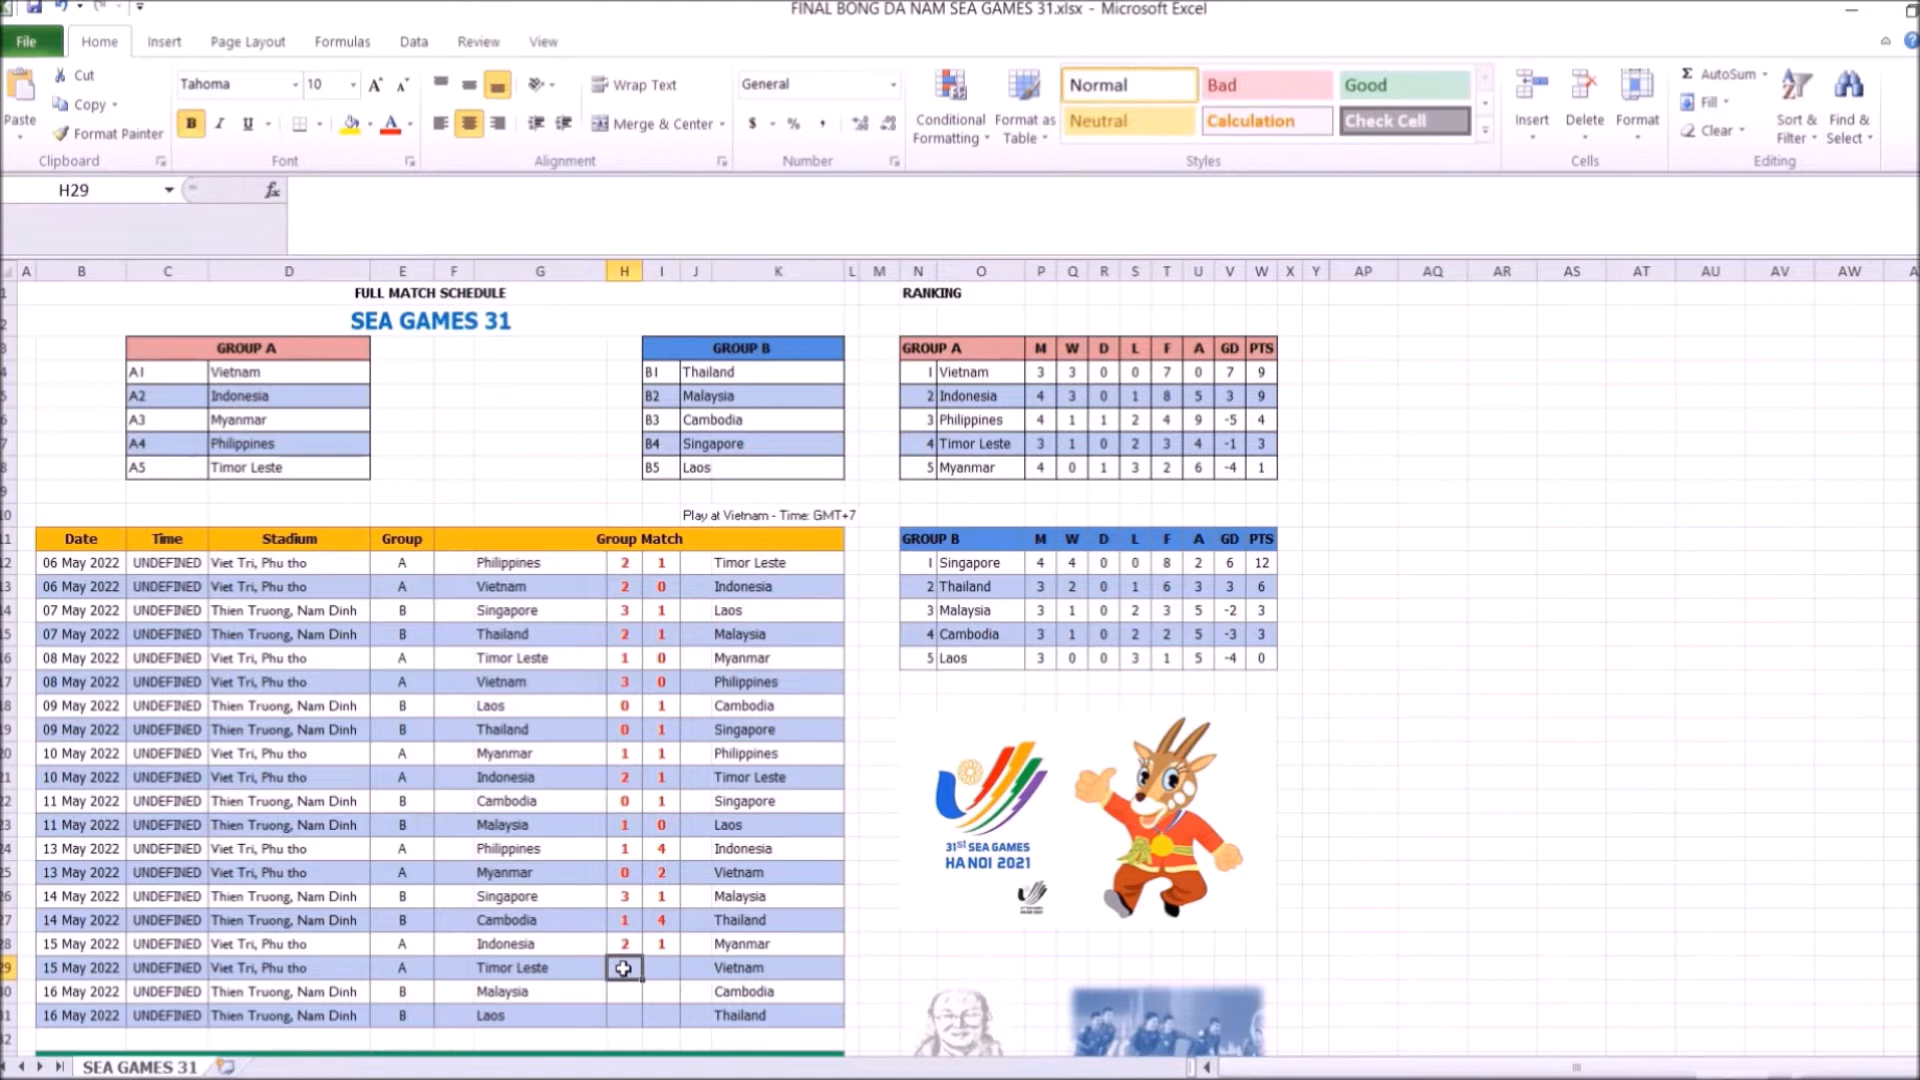 FINAL BONG DA NAM SEA GAMES 31.xlsx - Microsoft Excel
File Home Insert Page Layout Formulas Data Review View
Paste Cut Copy Format Painter Clipboard
Tahoma 10 B I U Font
Wrap Text Merge & Center Alignment
General $ % , Number
Conditional Formatting Format as Table
Normal Bad Good
Neutral Calculation Check Cell
Styles
Insert Delete Format Cells
AutoSum Fill Clear Sort & Filter Find & Select Editing
H29 fx
A B C D E F G H I J K L M N O P Q R S T U V W X Y AP AQ AR AS AT AU AV AW
FULL MATCH SCHEDULE
SEA GAMES 31
GROUP A
A1 Vietnam
A2 Indonesia
A3 Myanmar
A4 Philippines
A5 Timor Leste
GROUP B
B1 Thailand
B2 Malaysia
B3 Cambodia
B4 Singapore
B5 Laos
RANKING
GROUP A M W D L F A GD PTS
1 Vietnam 3 3 0 0 7 0 7 9
2 Indonesia 4 3 0 1 8 5 3 9
3 Philippines 4 1 1 2 4 9 -5 4
4 Timor Leste 3 1 0 2 3 4 -1 3
5 Myanmar 4 0 1 3 2 6 -4 1
Play at Vietnam - Time: GMT+7
Date Time Stadium Group Group Match
06 May 2022 UNDEFINED Viet Tri, Phu tho A Philippines 2 1 Timor Leste
06 May 2022 UNDEFINED Viet Tri, Phu tho A Vietnam 2 0 Indonesia
07 May 2022 UNDEFINED Thien Truong, Nam Dinh B Singapore 3 1 Laos
07 May 2022 UNDEFINED Thien Truong, Nam Dinh B Thailand 2 1 Malaysia
08 May 2022 UNDEFINED Viet Tri, Phu tho A Timor Leste 1 0 Myanmar
08 May 2022 UNDEFINED Viet Tri, Phu tho A Vietnam 3 0 Philippines
09 May 2022 UNDEFINED Thien Truong, Nam Dinh B Laos 0 1 Cambodia
09 May 2022 UNDEFINED Thien Truong, Nam Dinh B Thailand 0 1 Singapore
10 May 2022 UNDEFINED Viet Tri, Phu tho A Myanmar 1 1 Philippines
10 May 2022 UNDEFINED Viet Tri, Phu tho A Indonesia 2 1 Timor Leste
11 May 2022 UNDEFINED Thien Truong, Nam Dinh B Cambodia 0 1 Singapore
11 May 2022 UNDEFINED Thien Truong, Nam Dinh B Malaysia 1 0 Laos
13 May 2022 UNDEFINED Viet Tri, Phu tho A Philippines 1 4 Indonesia
13 May 2022 UNDEFINED Viet Tri, Phu tho A Myanmar 0 2 Vietnam
14 May 2022 UNDEFINED Thien Truong, Nam Dinh B Singapore 3 1 Malaysia
14 May 2022 UNDEFINED Thien Truong, Nam Dinh B Cambodia 1 4 Thailand
15 May 2022 UNDEFINED Viet Tri, Phu tho A Indonesia 2 1 Myanmar
15 May 2022 UNDEFINED Viet Tri, Phu tho A Timor Leste Vietnam
16 May 2022 UNDEFINED Thien Truong, Nam Dinh B Malaysia Cambodia
16 May 2022 UNDEFINED Thien Truong, Nam Dinh B Laos Thailand
GROUP B M W D L F A GD PTS
1 Singapore 4 4 0 0 8 2 6 12
2 Thailand 3 2 0 1 6 3 3 6
3 Malaysia 3 1 0 2 3 5 -2 3
4 Cambodia 3 1 0 2 2 5 -3 3
5 Laos 3 0 0 3 1 5 -4 0
31st SEA GAMES
HA NOI 2021
SEA GAMES 31